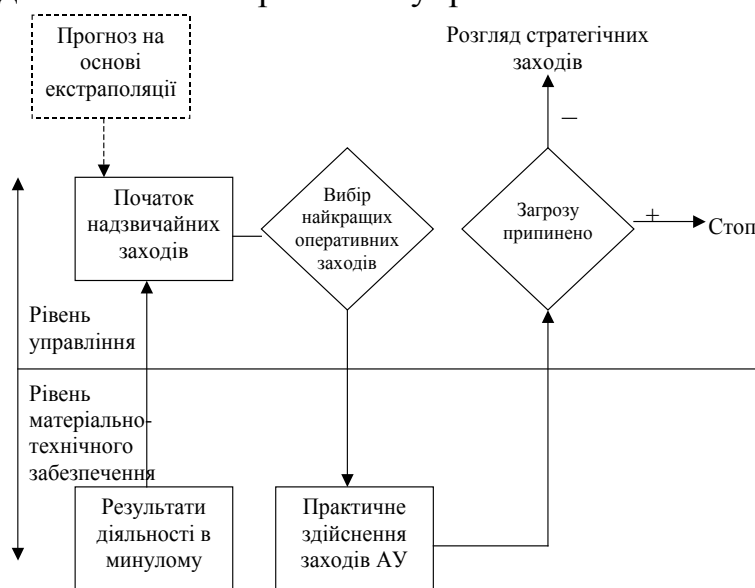 Прогноз на
основі
екстраполяції
Розгляд стратегічних
заходів
–
Початок
надзвичайних
заходів
Вибір
найкращих
оперативних
заходів
Загрозу
припинено
+
Стоп
Рівень
управління
Рівень
матеріально-
технічного
забезпечення
Результати
діяльності в
минулому
Практичне
здійснення
заходів АУ